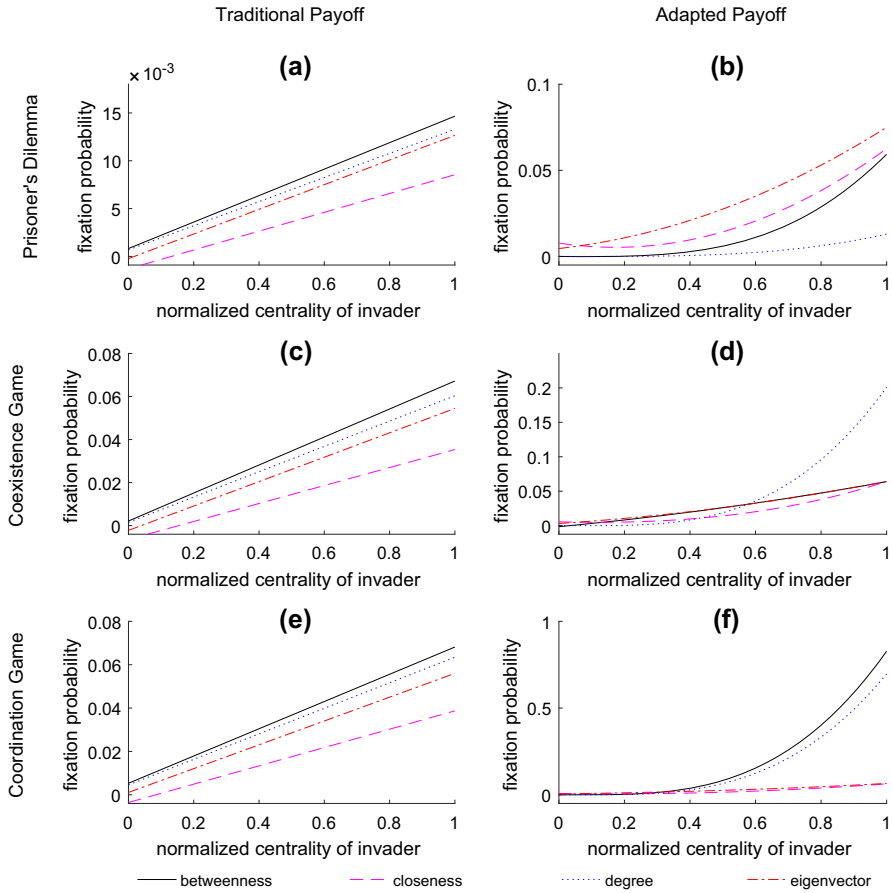 Traditional Payoff
Adapted Payoff
Prisoner's Dilemma
(a)
× 10⁻³
fixation probability
15
10
5
0
0 0.2 0.4 0.6 0.8 1
normalized centrality of invader
(b)
fixation probability
0.1
0.05
0
0 0.2 0.4 0.6 0.8 1
normalized centrality of invader
Coexistence Game
(c)
fixation probability
0.08
0.06
0.04
0.02
0
0 0.2 0.4 0.6 0.8 1
normalized centrality of invader
(d)
fixation probability
0.2
0.15
0.1
0.05
0
0 0.2 0.4 0.6 0.8 1
normalized centrality of invader
Coordination Game
(e)
fixation probability
0.08
0.06
0.04
0.02
0
0 0.2 0.4 0.6 0.8 1
normalized centrality of invader
(f)
fixation probability
1
0.5
0
0 0.2 0.4 0.6 0.8 1
normalized centrality of invader
betweenness closeness degree eigenvector